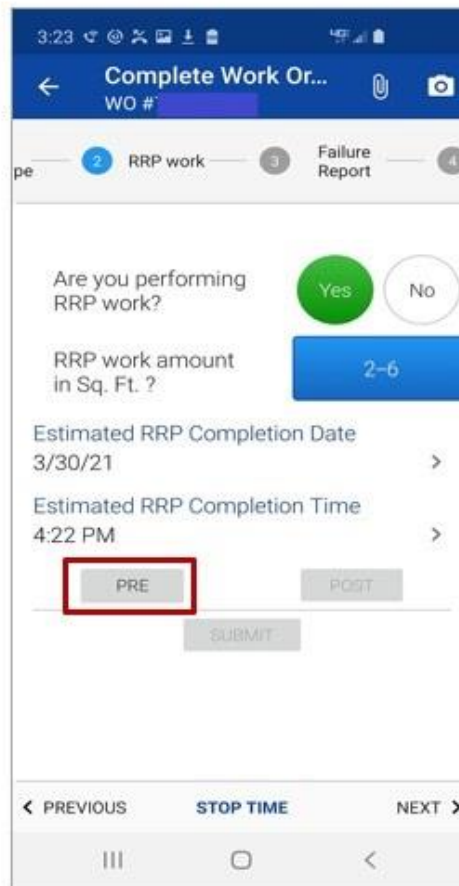 3:23
Complete Work Or...
WO #
pe
2 RRP work
3 Failure
Report
4
Are you performing
RRP work?
Yes
No
RRP work amount
in Sq. Ft. ?
2-6
Estimated RRP Completion Date
3/30/21
Estimated RRP Completion Time
4:22 PM
PRE
POST
SUBMIT
PREVIOUS
STOP TIME
NEXT